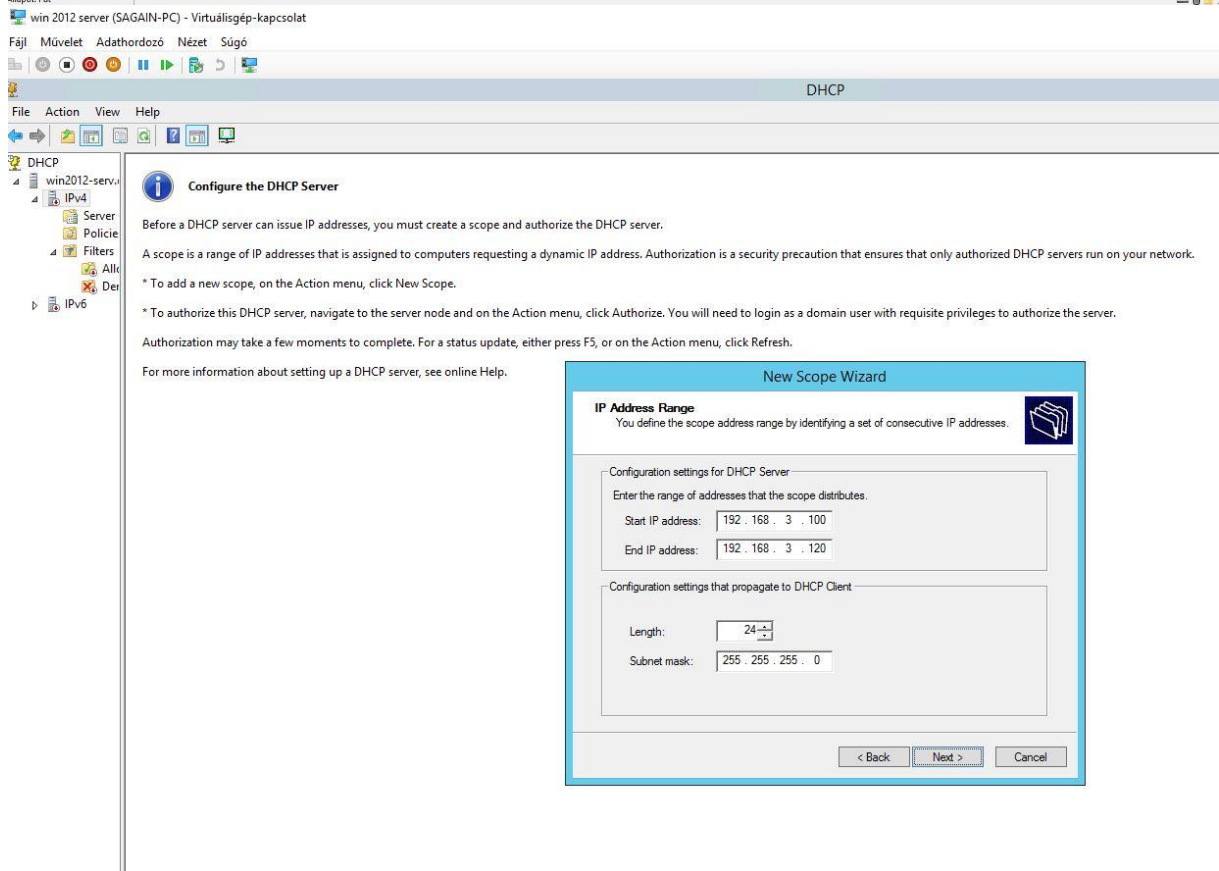 win 2012 server (SAGAIN-PC) - Virtuálisgép-kapcsolat
Fájl Művelet Adathordozó Nézet Súgó
DHCP
File Action View Help
DHCP
win2012-serv.
IPv4
Server
Policie
Filters
Allo
Der
IPv6
Configure the DHCP Server
Before a DHCP server can issue IP addresses, you must create a scope and authorize the DHCP server.
A scope is a range of IP addresses that is assigned to computers requesting a dynamic IP address. Authorization is a security precaution that ensures that only authorized DHCP servers run on your network.
* To add a new scope, on the Action menu, click New Scope.
* To authorize this DHCP server, navigate to the server node and on the Action menu, click Authorize. You will need to login as a domain user with requisite privileges to authorize the server.
Authorization may take a few moments to complete. For a status update, either press F5, or on the Action menu, click Refresh.
For more information about setting up a DHCP server, see online Help.
New Scope Wizard
IP Address Range
You define the scope address range by identifying a set of consecutive IP addresses.
Configuration settings for DHCP Server
Enter the range of addresses that the scope distributes.
Start IP address: 192 . 168 . 3 . 100
End IP address: 192 . 168 . 3 . 120
Configuration settings that propagate to DHCP Client
Length: 24
Subnet mask: 255 . 255 . 255 . 0
< Back Next > Cancel